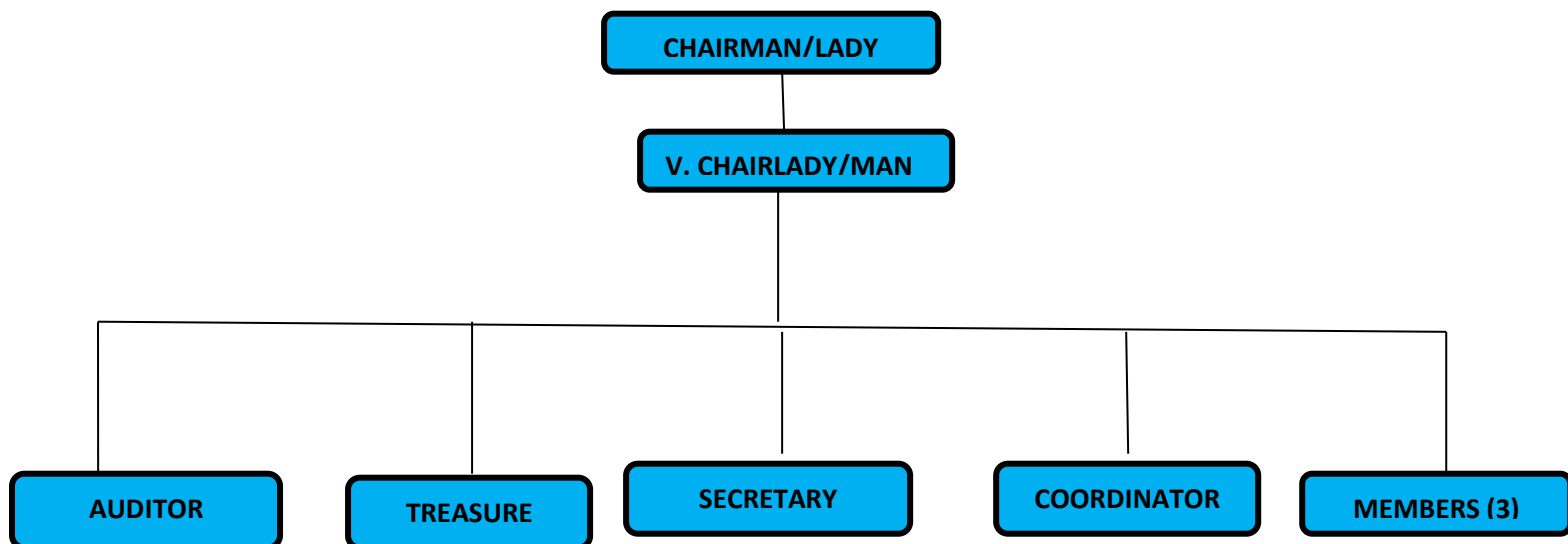 CHAIRMAN/LADY
V. CHAIRLADY/MAN
AUDITOR
TREASURE
SECRETARY
COORDINATOR
MEMBERS (3)